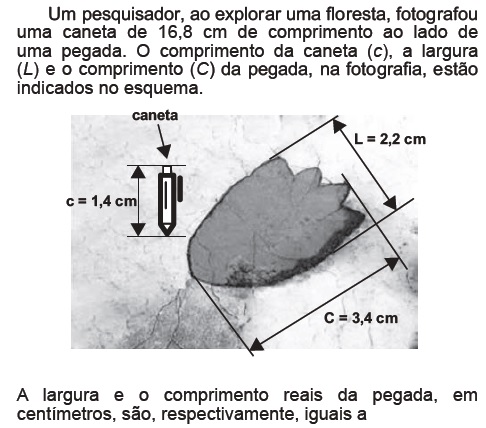 Um pesquisador, ao explorar uma floresta, fotografou
uma caneta de 16,8 cm de comprimento ao lado de
uma pegada. O comprimento da caneta (c), a largura
(L) e o comprimento (C) da pegada, na fotografia, estão
indicados no esquema.
caneta
L = 2,2 cm
c = 1,4 cm
C = 3,4 cm
A largura e o comprimento reais da pegada, em
centímetros, são, respectivamente, iguais a